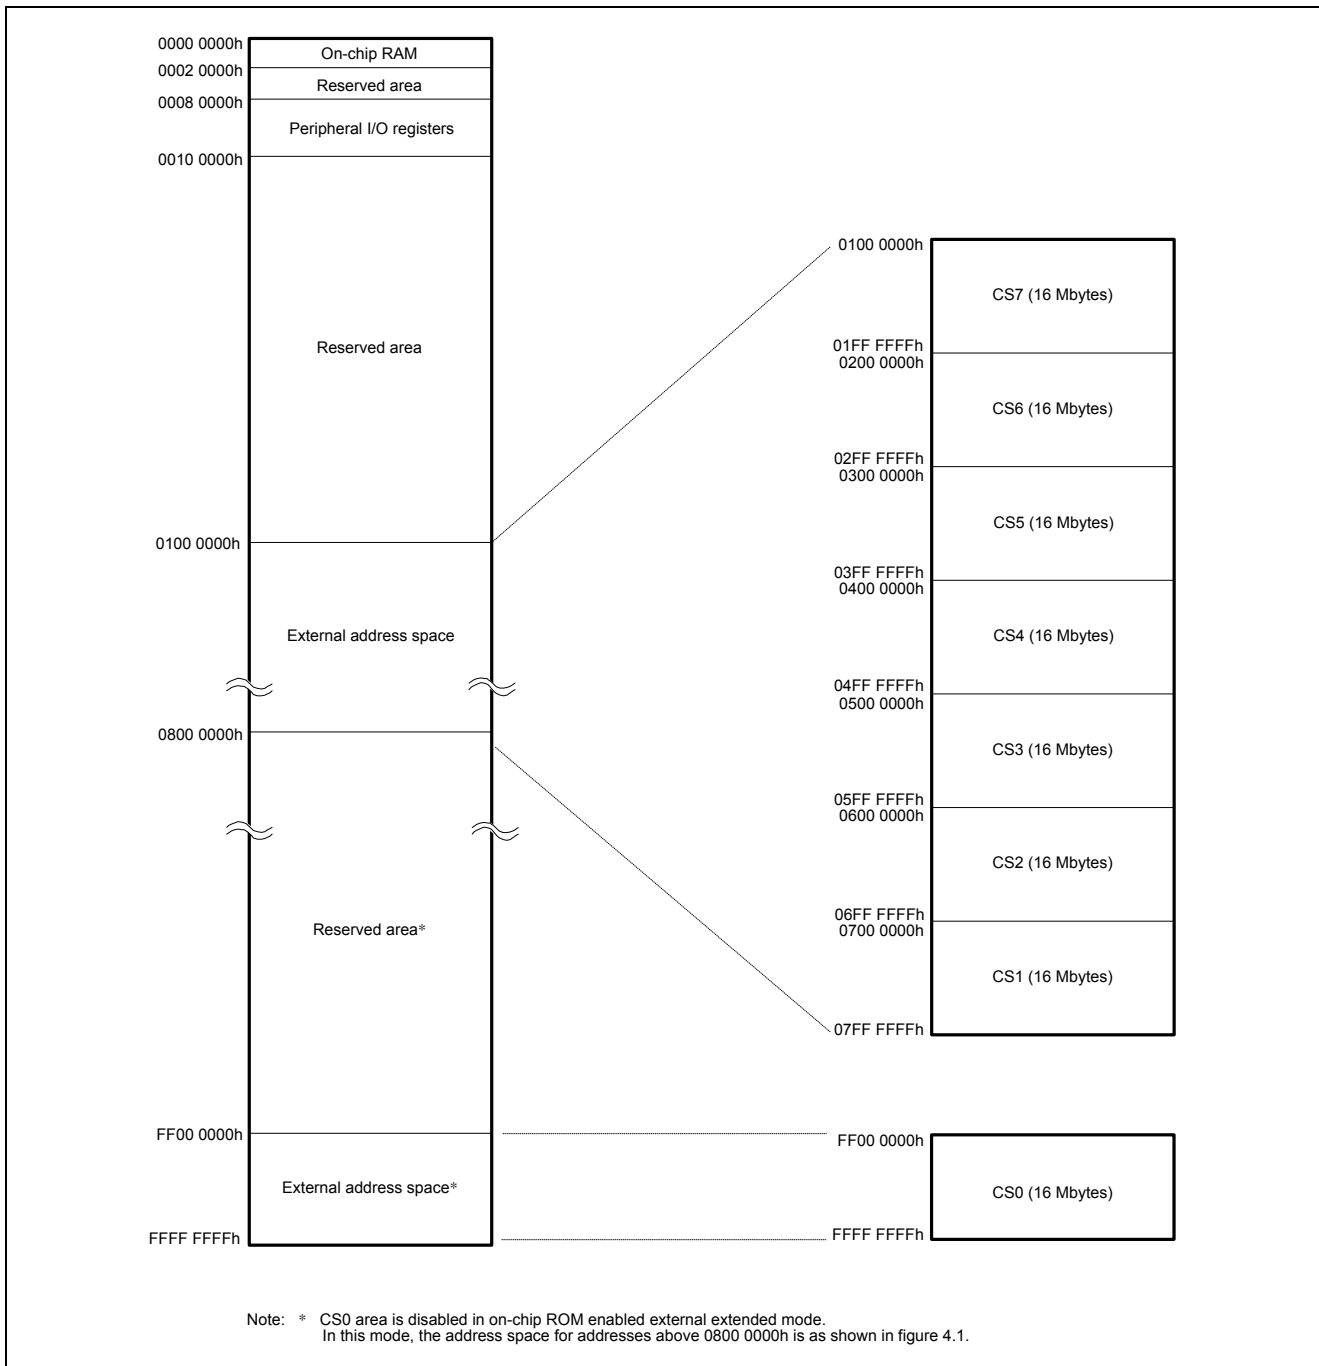 0000 0000h
On-chip RAM
0002 0000h
Reserved area
0008 0000h
Peripheral I/O registers
0010 0000h
Reserved area
0100 0000h
External address space
0800 0000h
Reserved area*
FF00 0000h
External address space*
FFFF FFFFh
0100 0000h
CS7 (16 Mbytes)
01FF FFFFh
0200 0000h
CS6 (16 Mbytes)
02FF FFFFh
0300 0000h
CS5 (16 Mbytes)
03FF FFFFh
0400 0000h
CS4 (16 Mbytes)
04FF FFFFh
0500 0000h
CS3 (16 Mbytes)
05FF FFFFh
0600 0000h
CS2 (16 Mbytes)
06FF FFFFh
0700 0000h
CS1 (16 Mbytes)
07FF FFFFh
FF00 0000h
CS0 (16 Mbytes)
FFFF FFFFh
Note: * CS0 area is disabled in on-chip ROM enabled external extended mode.
In this mode, the address space for addresses above 0800 0000h is as shown in figure 4.1.